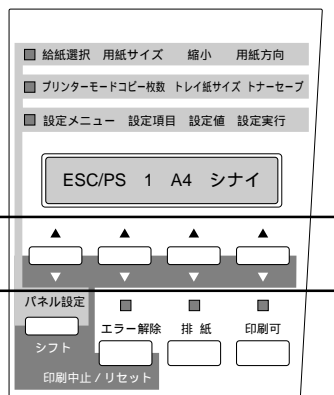 給紙選択 用紙サイズ 縮小 用紙方向
プリンターモード コピー枚数 トレイ紙サイズ トナーセーブ
設定メニュー 設定項目 設定値 設定実行
ESC/PS 1 A4 シナイ
パネル設定
エラー解除 排 紙 印刷可
シフト
印刷中止/リセット